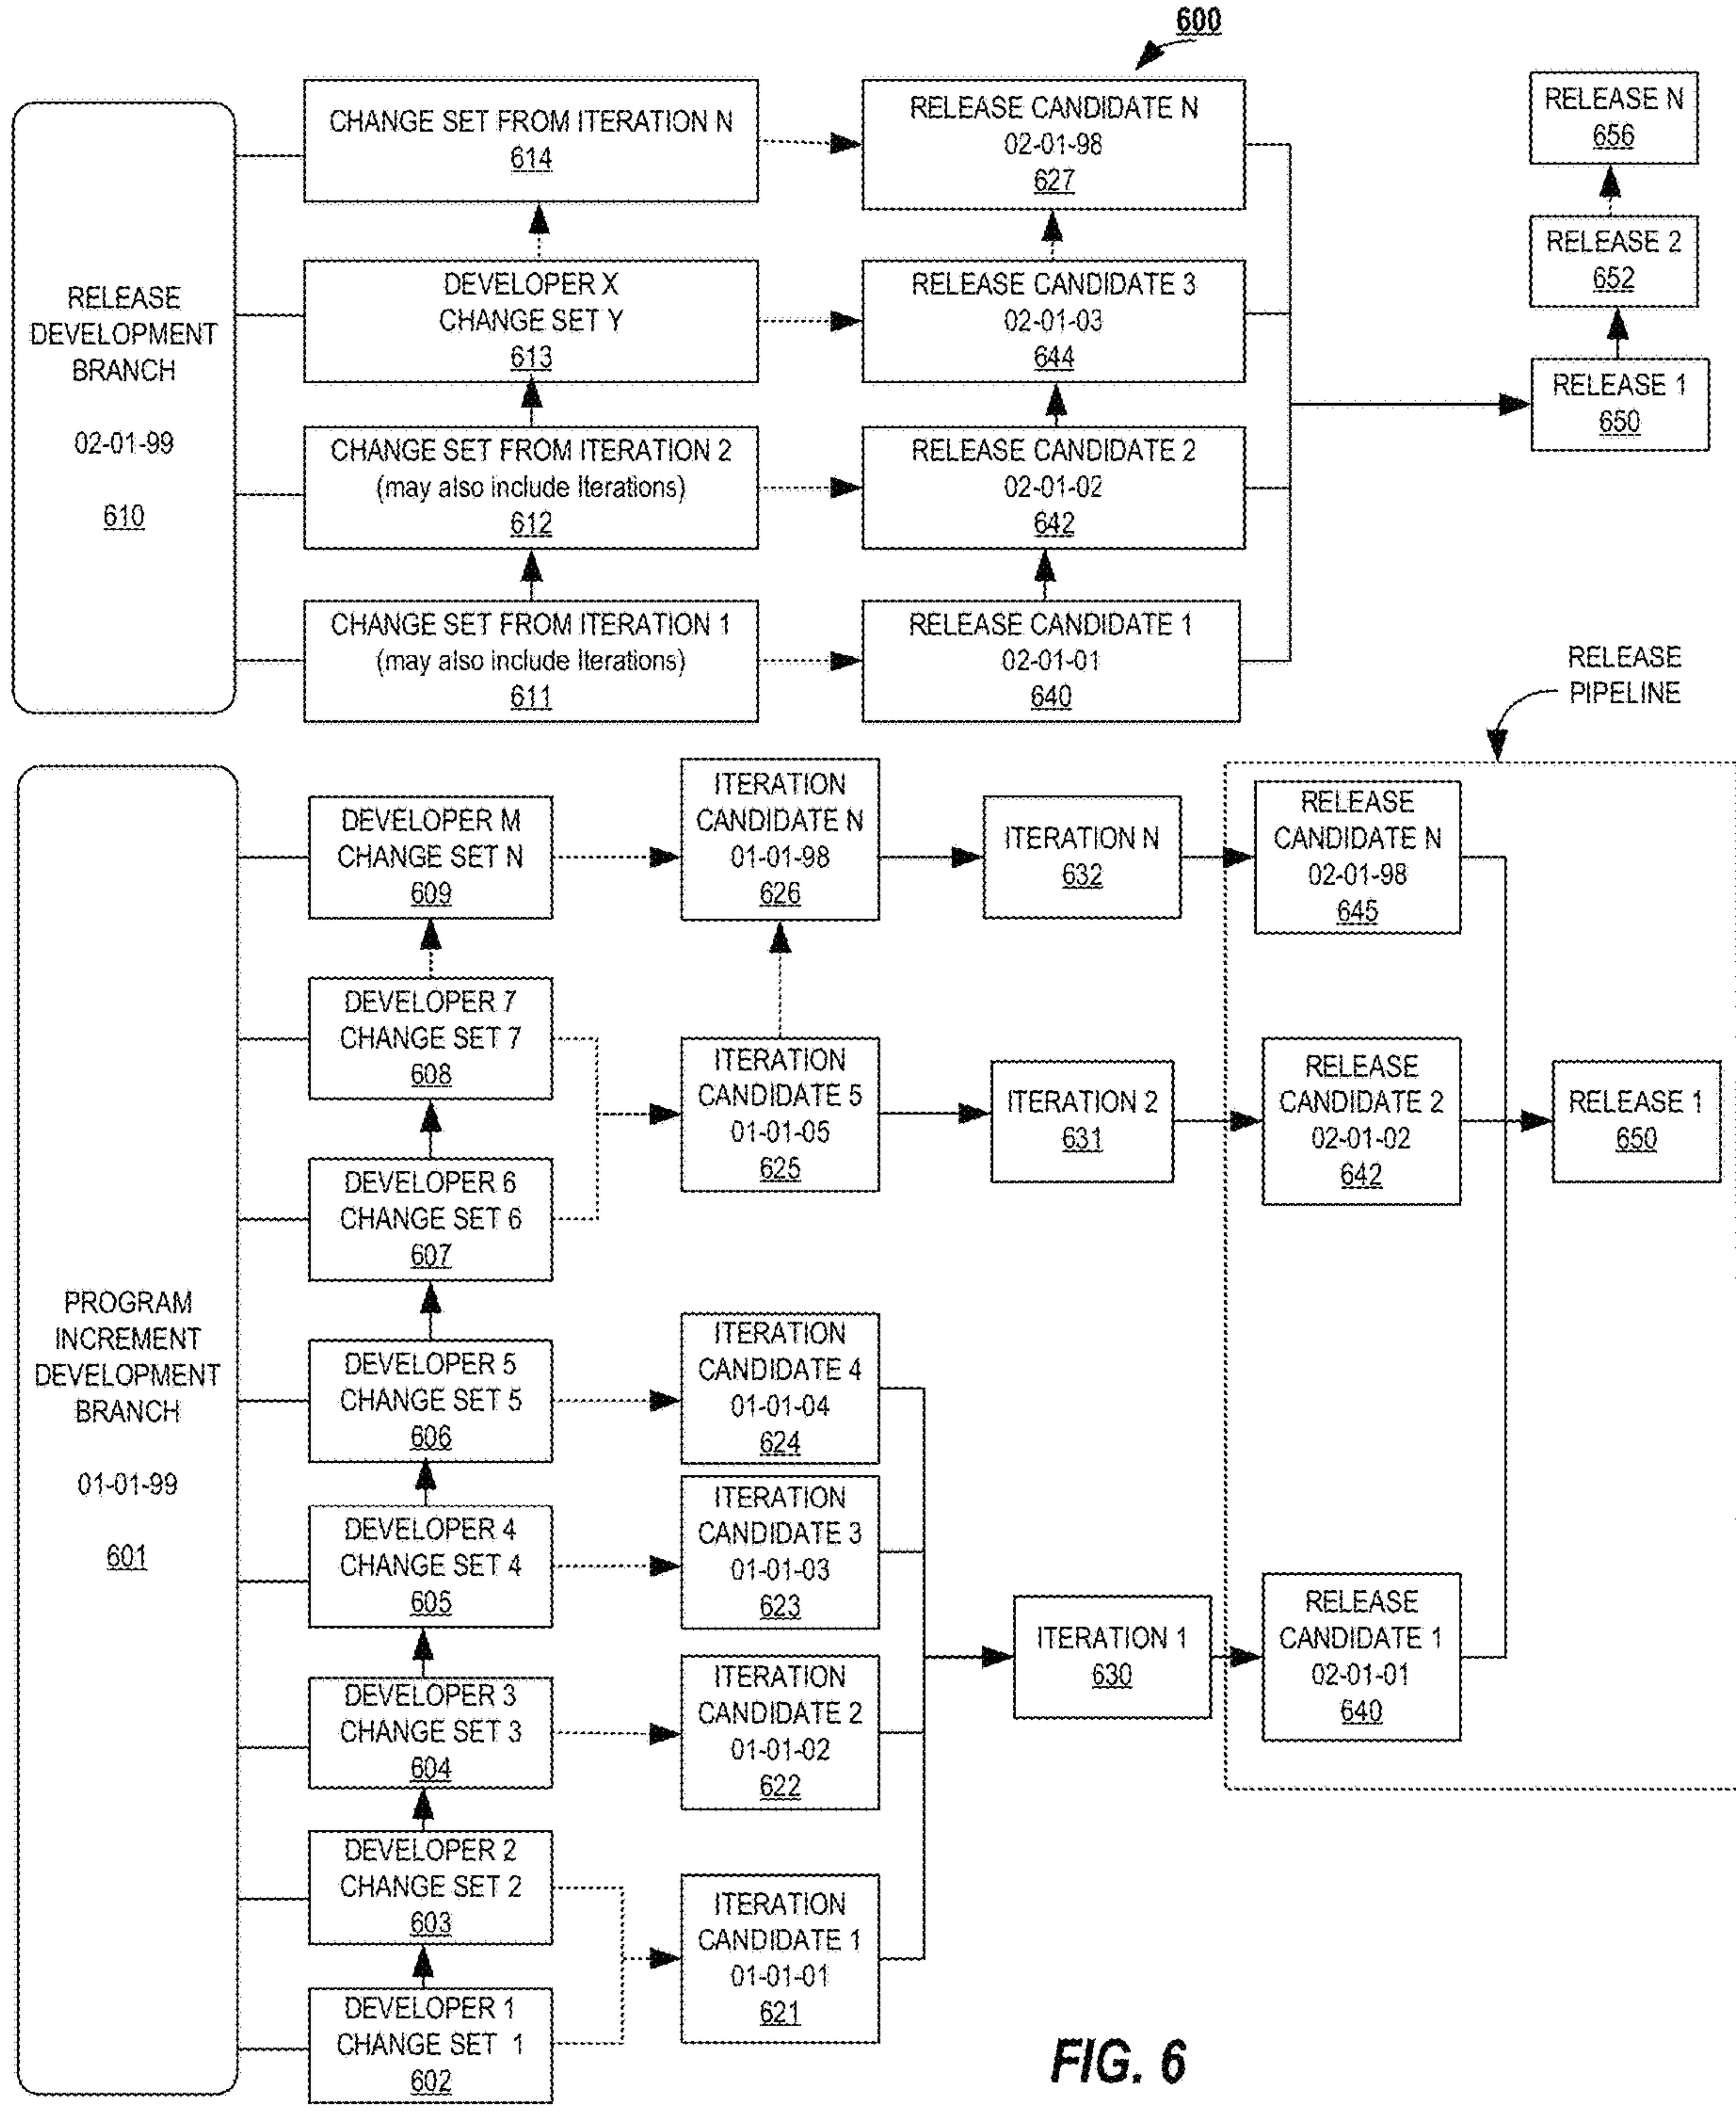 600
RELEASE
DEVELOPMENT
BRANCH
02-01-99
610
CHANGE SET FROM ITERATION N
614
DEVELOPER X
CHANGE SET Y
613
CHANGE SET FROM ITERATION 2
(may also include Iterations)
612
CHANGE SET FROM ITERATION 1
(may also include Iterations)
611
RELEASE CANDIDATE N
02-01-98
627
RELEASE CANDIDATE 3
02-01-03
644
RELEASE CANDIDATE 2
02-01-02
642
RELEASE CANDIDATE 1
02-01-01
640
RELEASE N
656
RELEASE 2
652
RELEASE 1
650
RELEASE
PIPELINE
PROGRAM
INCREMENT
DEVELOPMENT
BRANCH
01-01-99
601
DEVELOPER M
CHANGE SET N
609
DEVELOPER 7
CHANGE SET 7
608
DEVELOPER 6
CHANGE SET 6
607
DEVELOPER 5
CHANGE SET 5
606
DEVELOPER 4
CHANGE SET 4
605
DEVELOPER 3
CHANGE SET 3
604
DEVELOPER 2
CHANGE SET 2
603
DEVELOPER 1
CHANGE SET 1
602
ITERATION
CANDIDATE N
01-01-98
626
ITERATION
CANDIDATE 5
01-01-05
625
ITERATION
CANDIDATE 4
01-01-04
624
ITERATION
CANDIDATE 3
01-01-03
623
ITERATION
CANDIDATE 2
01-01-02
622
ITERATION
CANDIDATE 1
01-01-01
621
ITERATION N
632
ITERATION 2
631
ITERATION 1
630
RELEASE
CANDIDATE N
02-01-98
645
RELEASE
CANDIDATE 2
02-01-02
642
RELEASE
CANDIDATE 1
02-01-01
640
RELEASE 1
650
FIG. 6